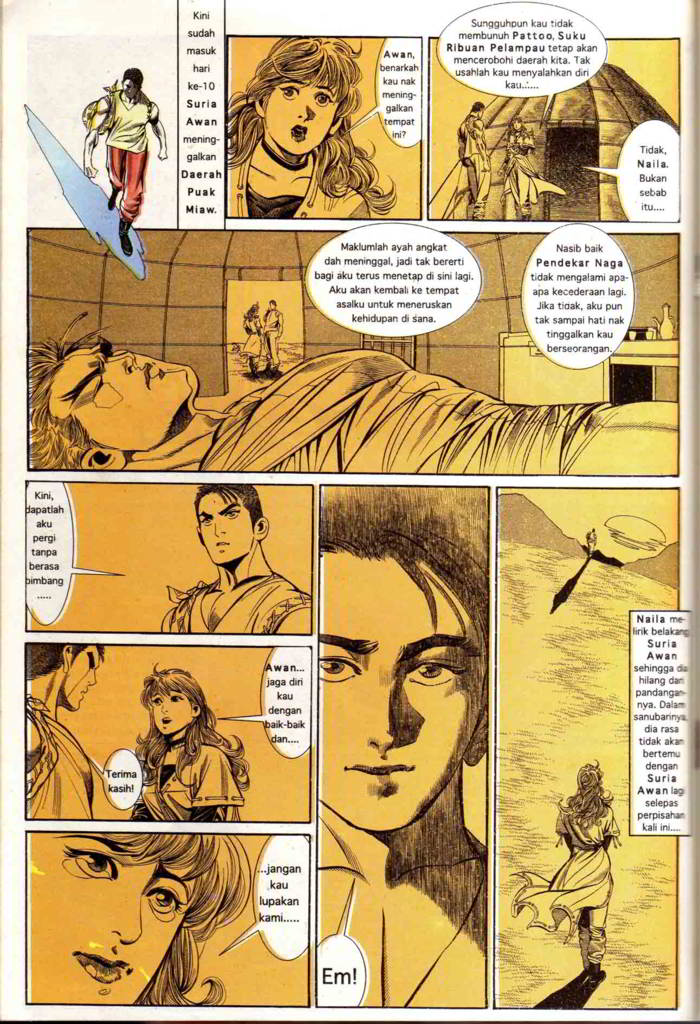 Kini
sudah
masuk
hari
ke-10
Suria
Awan
mening-
galkan
Daerah
Puak
Miaw.
Awan,
benarkah
kau nak
mening-
galkan
tempat
ini?
Sungguhpun kau tidak
membunuh Pattoo, Suku
Ribuan Pelampau tetap akan
mencerobohi daerah kita. Tak
usahlah kau menyalahkan diri
kau......
Tidak,
Naila.
Bukan
sebab
itu....
Maklumlah ayah angkat
dah meninggal, jadi tak bererti
bagi aku terus menetap di sini lagi.
Aku akan kembali ke tempat
asalku untuk meneruskan
kehidupan di sana.
Nasib baik
Pendekar Naga
tidak mengalami apa-
apa kecederaan lagi.
Jika tidak, aku pun
tak sampai hati nak
tinggalkan kau
berseorangan.
Kini,
dapatlah
aku
pergi
tanpa
berasa
bimbang
.....
Awan...
jaga diri
kau
dengan
baik-baik
dan....
Terima
kasih!
...jangan
kau
lupakan
kami.....
Em!
Naila me-
lirik belakang
Suria
Awan
sehingga dia
hilang dari
pandangan-
nya. Dalam
sanubarinya,
dia rasa
tidak akan
bertemu
dengan
Suria
Awan lagi
selepas
perpisahan
kali ini....